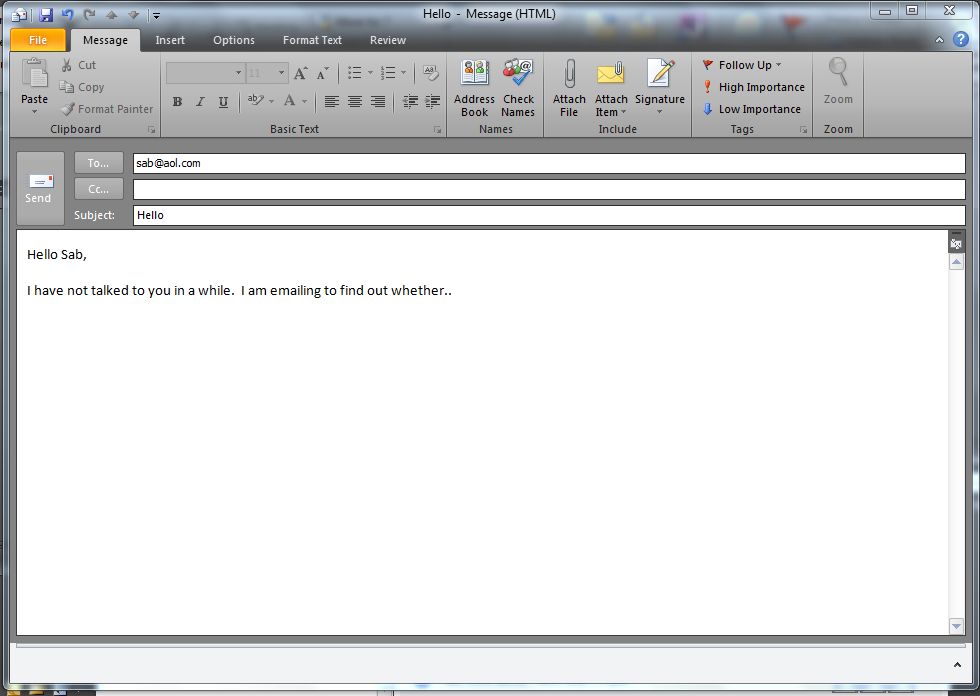 Hello - Message (HTML)
File Message Insert Options Format Text Review
Paste
Cut
Copy
Format Painter
Clipboard
11
A A
B I U ab A
Basic Text
Address Book
Check Names
Names
Attach File
Attach Item
Signature
Include
Follow Up
High Importance
Low Importance
Tags
Zoom
Zoom
Send
To... sab@aol.com
Cc...
Subject: Hello
Hello Sab,
I have not talked to you in a while. I am emailing to find out whether..